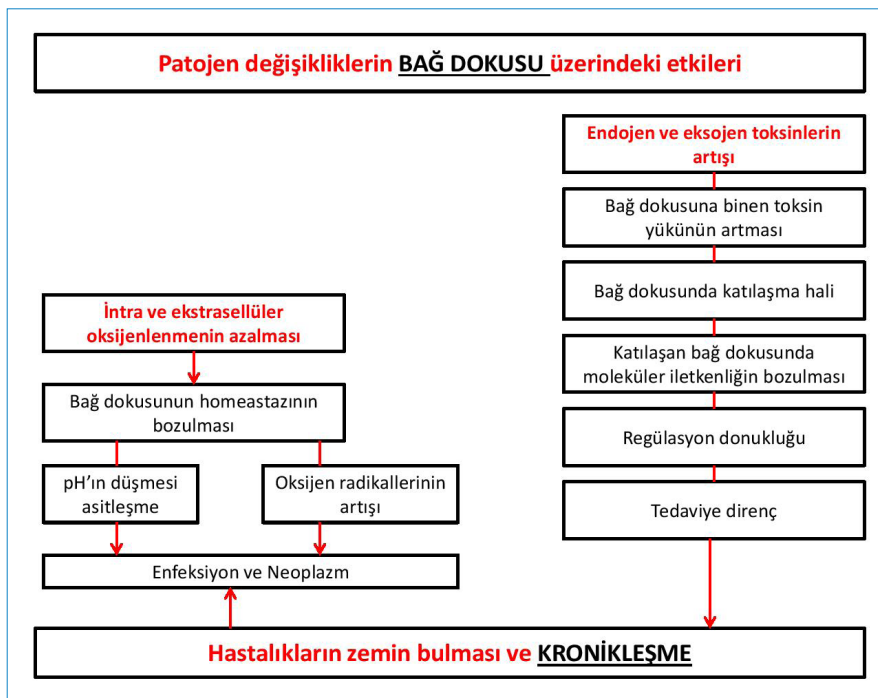 Patojen değişikliklerin BAĞ DOKUSU üzerindeki etkileri
Endojen ve eksojen toksinlerin
artışı
Bağ dokusuna binen toksin
yükünün artması
Bağ dokusunda katılaşma hali
Katılaşan bağ dokusunda
moleküler iletkenliğin bozulması
Regülasyon donukluğu
Tedaviye direnç
İntra ve ekstrasellüler
oksijenlenmenin azalması
Bağ dokusunun homeastazının
bozulması
pH’ın düşmesi
asitleşme
Oksijen radikallerinin
artışı
Enfeksiyon ve Neoplazm
Hastalıkların zemin bulması ve KRONİKLEŞME